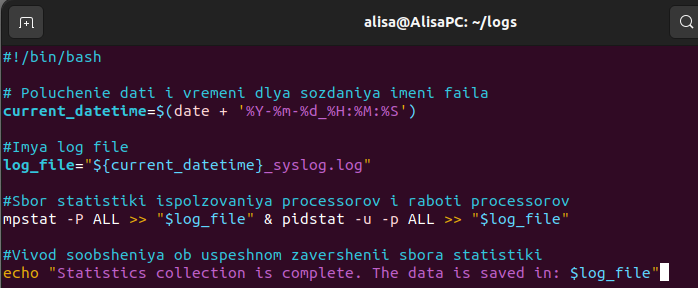 alisa@AlisaPC: ~/logs
#!/bin/bash
# Poluchenie dati i vremeni dlya sozdaniya imeni faila
current_datetime=$(date + '%Y-%m-%d_%H:%M:%S')
#Imya log file
log_file="${current_datetime}_syslog.log"
#Sbor statistiki ispolzovaniya processorov i raboti processorov
mpstat -P ALL >> "$log_file" & pidstat -u -p ALL >> "$log_file"
#Vivod soobsheniya ob uspeshnom zavershenii sbora statistiki
echo "Statistics collection is complete. The data is saved in: $log_file"